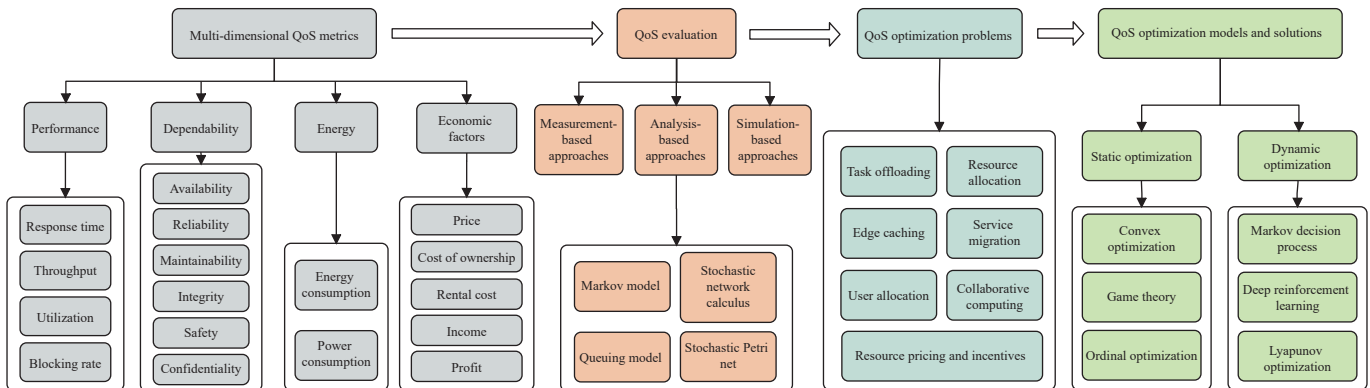 Multi-dimensional QoS metrics
QoS evaluation
QoS optimization problems
QoS optimization models and solutions
Performance
Dependability
Energy
Economic
factors
Measurement-
based
approaches
Analysis-
based
approaches
Simulation-
based
approaches
Static optimization
Dynamic
optimization
Response time
Throughput
Utilization
Blocking rate
Availability
Reliability
Maintainability
Integrity
Safety
Confidentiality
Energy
consumption
Power
consumption
Price
Cost of ownership
Rental cost
Income
Profit
Markov model
Stochastic
network
calculus
Queuing model
Stochastic Petri
net
Task offloading
Resource
allocation
Edge caching
Service
migration
User allocation
Collaborative
computing
Resource pricing and incentives
Convex
optimization
Game theory
Ordinal optimization
Markov decision
process
Deep reinforcement
learning
Lyapunov
optimization